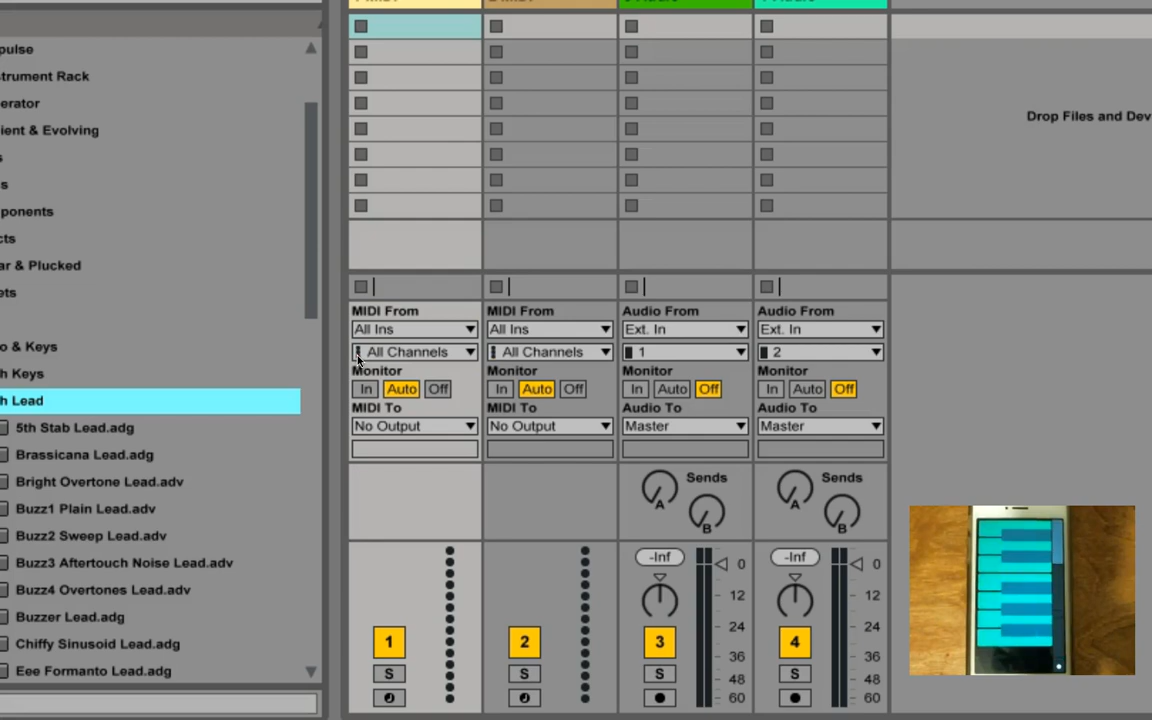 pulse
strument Rack
erator
ient & Evolving
s
s
ponents
cts
ar & Plucked
ets
o & Keys
h Keys
h Lead
5th Stab Lead.adg
Brassicana Lead.adg
Bright Overtone Lead.adv
Buzz1 Plain Lead.adv
Buzz2 Sweep Lead.adv
Buzz3 Aftertouch Noise Lead.adv
Buzz4 Overtones Lead.adv
Buzzer Lead.adg
Chiffy Sinusoid Lead.adg
Eee Formanto Lead.adg
Drop Files and Dev
MIDI From MIDI From Audio From Audio From
All Ins All Ins Ext. In Ext. In
All Channels All Channels 1 2
Monitor Monitor Monitor Monitor
In Auto Off In Auto Off In Auto Off In Auto Off
MIDI To MIDI To Audio To Audio To
No Output No Output Master Master
Sends Sends
A A
B B
-Inf 0 -Inf 0
12 12
24 24
1 2 3 4
36 36
S S S S
48 48
60 60